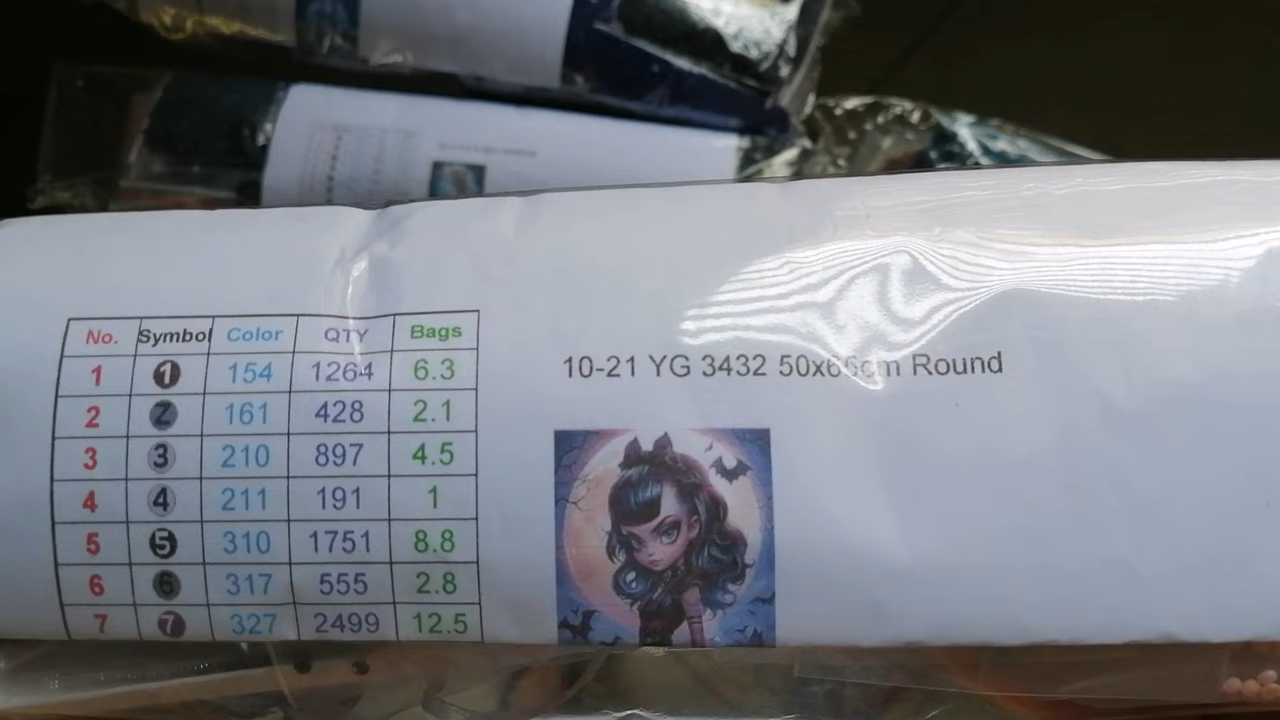 No. Symbol Color QTY Bags
1 1 154 1264 6.3
2 2 161 428 2.1
3 3 210 897 4.5
4 4 211 191 1
5 5 310 1751 8.8
6 6 317 555 2.8
7 7 327 2499 12.5
10-21 YG 3432 Round